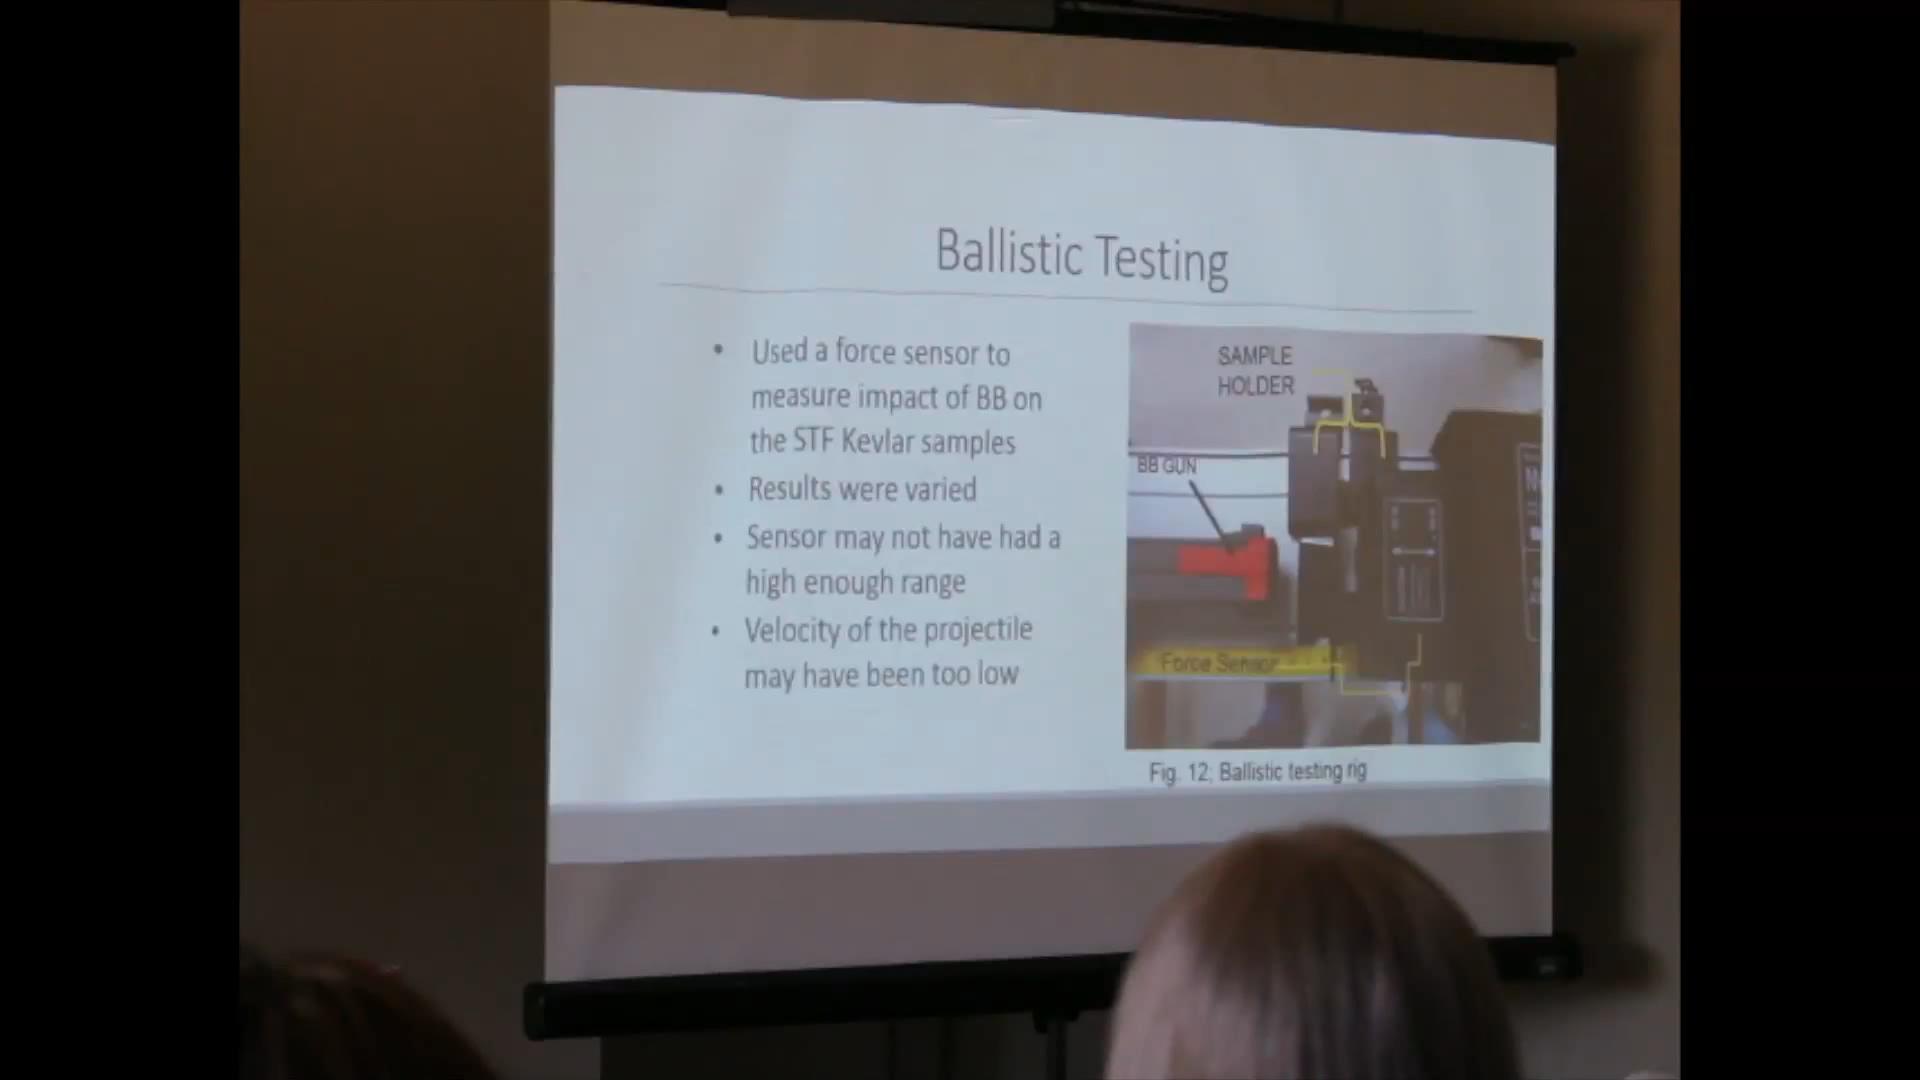 Ballistic Testing
• Used a force sensor to
measure impact of BB on
the STF Kevlar samples
• Results were varied
• Sensor may not have had a
high enough range
• Velocity of the projectile
may have been too low
SAMPLE
HOLDER
BB GUN
Force Sensor
Fig. 12: Ballistic testing rig